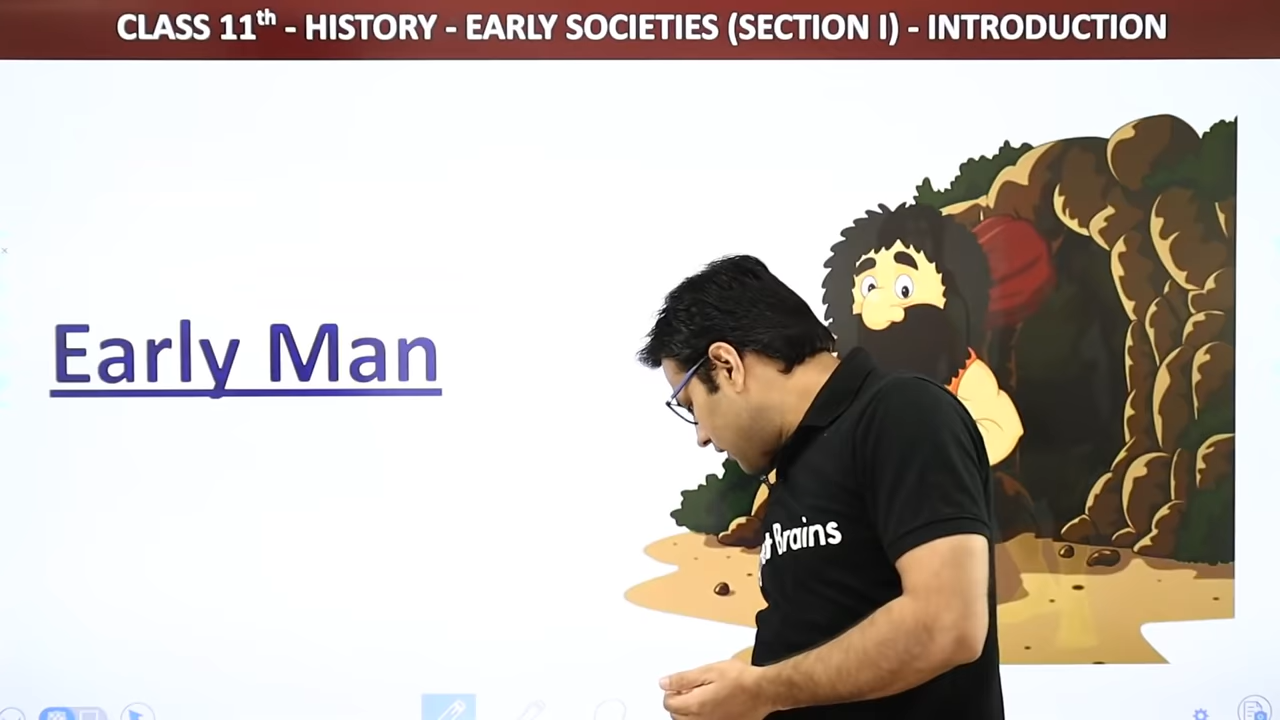 CLASS 11th - HISTORY - EARLY SOCIETIES (SECTION I) - INTRODUCTION
Early Man
Brains